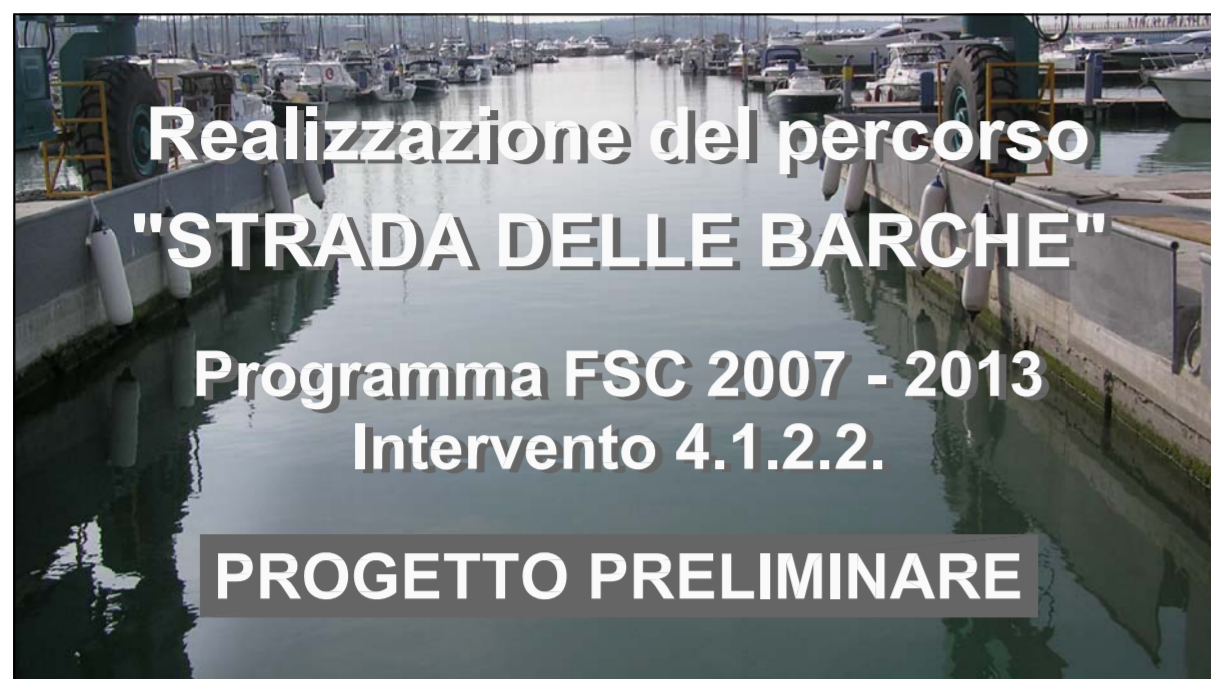 Realizzazione del percorso
"STRADA DELLE BARCHE"
Programma FSC 2007 - 2013
Intervento 4.1.2.2.
PROGETTO PRELIMINARE